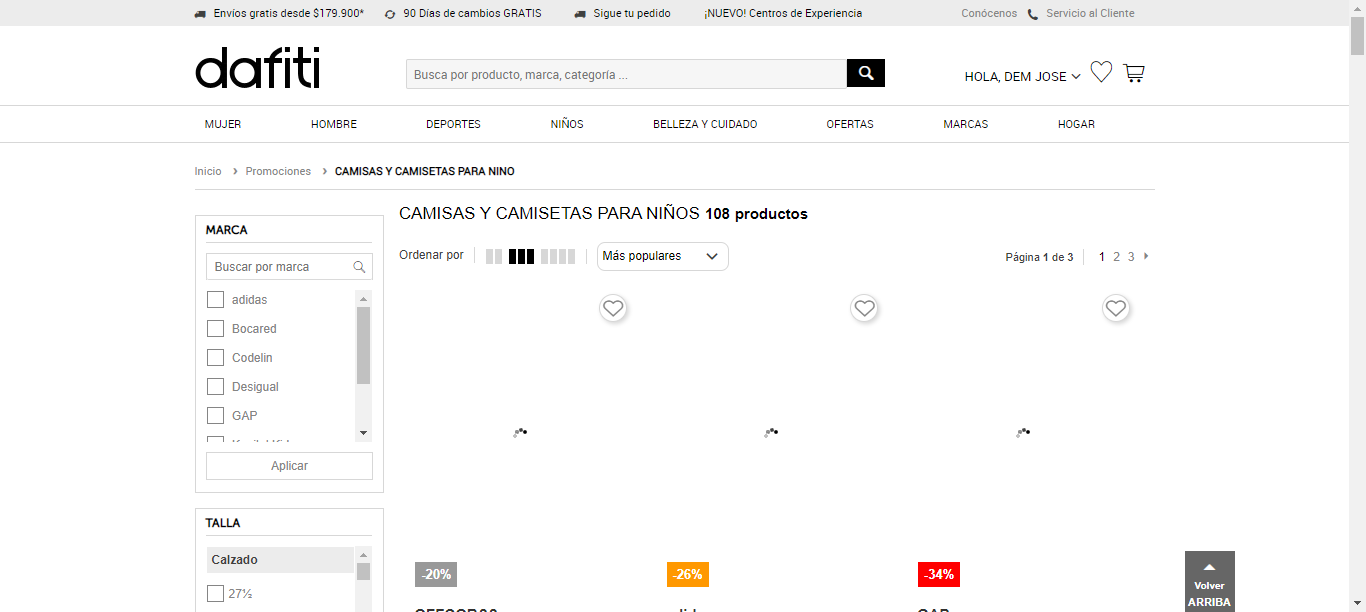 Envíos gratis desde $179.900* 90 Días de cambios GRATIS Sigue tu pedido ¡NUEVO! Centros de Experiencia Conócenos Servicio al Cliente
dafiti
Busca por producto, marca, categoría ...
HOLA, DEM JOSE
MUJER HOMBRE DEPORTES NIÑOS BELLEZA Y CUIDADO OFERTAS MARCAS HOGAR
Inicio Promociones CAMISAS Y CAMISETAS PARA NINO
CAMISAS Y CAMISETAS PARA NIÑOS 108 productos
Ordenar por Más populares Página 1 de 3 1 2 3
MARCA
Buscar por marca
adidas
Bocared
Codelin
Desigual
GAP
Aplicar
TALLA
Calzado
27½
-20% -26% -34%
Volver
ARRIBA